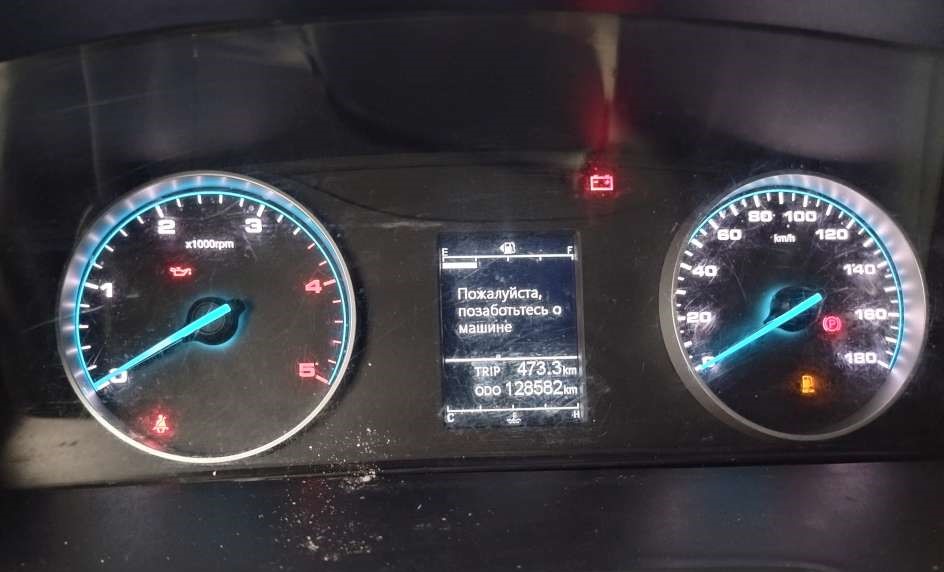 0
1
2
3
4
5
x1000rpm
E F
Пожалуйста,
позаботьтесь о
машине
TRIP 473.3km
ODO 128582km
C H
0
20
40
60
80
100
120
140
160
180
km/h
P